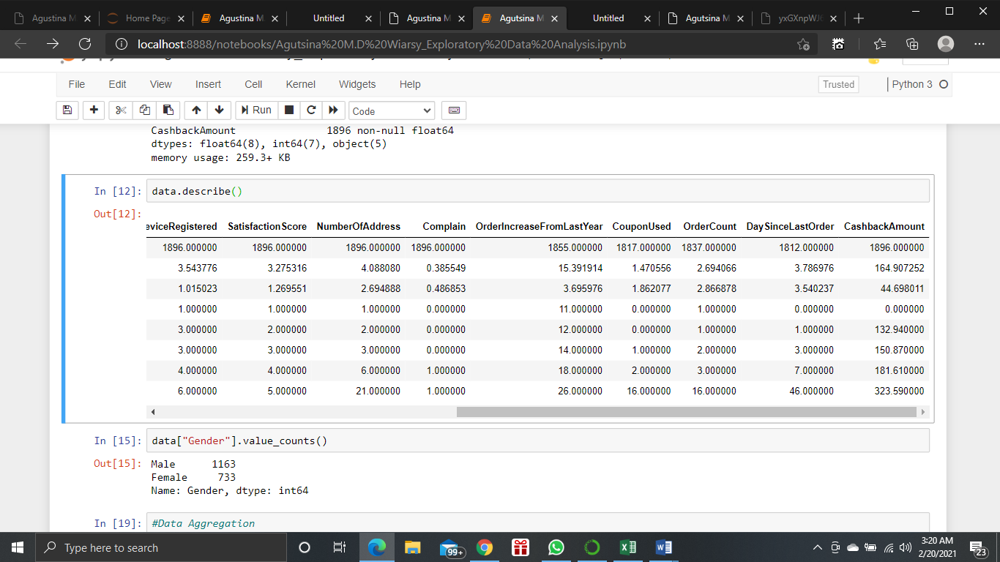 Agustina M
Home Page
Agustina M
Untitled
Agustina M
Agutsina M
Untitled
Agutsina M
yxGXnpWJ6
localhost:8888/notebooks/Agutsina%20M.D%20Wiarsy_Exploratory%20Data%20Analysis.ipynb
File Edit View Insert Cell Kernel Widgets Help Trusted Python 3
Run Code
CashbackAmount 1896 non-null float64
dtypes: float64(8), int64(7), object(5)
memory usage: 259.3+ KB
In [12]: data.describe()
Out[12]:
eviceRegistered SatisfactionScore NumberOfAddress Complain OrderIncreaseFromLastYear CouponUsed OrderCount DaySinceLastOrder CashbackAmount
1896.000000 1896.000000 1896.000000 1896.000000 1855.000000 1817.000000 1837.000000 1812.000000 1896.000000
3.543776 3.275316 4.088080 0.385549 15.391914 1.470556 2.694066 3.786976 164.907252
1.015023 1.269551 2.694888 0.486853 3.695976 1.862077 2.866878 3.540237 44.698011
1.000000 1.000000 1.000000 0.000000 11.000000 0.000000 1.000000 0.000000 0.000000
3.000000 2.000000 2.000000 0.000000 12.000000 0.000000 1.000000 1.000000 132.940000
3.000000 3.000000 3.000000 0.000000 14.000000 1.000000 2.000000 3.000000 150.870000
4.000000 4.000000 6.000000 1.000000 18.000000 2.000000 3.000000 7.000000 181.610000
6.000000 5.000000 21.000000 1.000000 26.000000 16.000000 16.000000 46.000000 323.590000
In [15]: data["Gender"].value_counts()
Out[15]: Male 1163
Female 733
Name: Gender, dtype: int64
In [19]: #Data Aggregation
Type here to search
99+
3:20 AM
2/20/2021
23